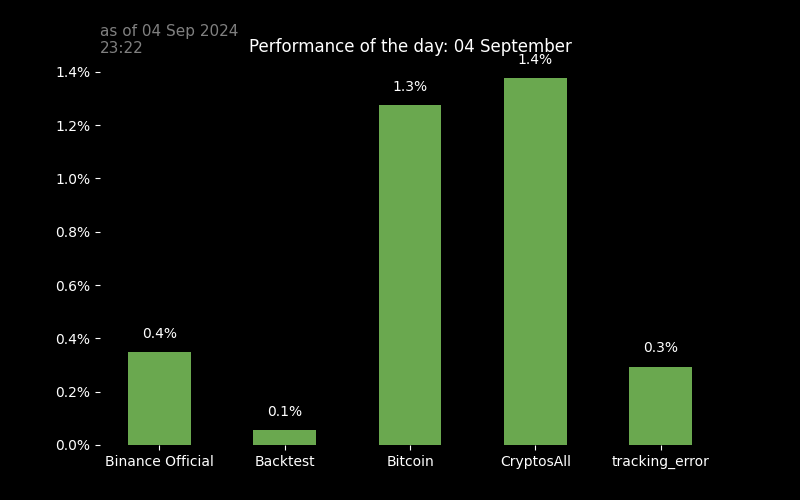 as of 04 Sep 2024
23:22
Performance of the day: 04 September
1.4%
1.2%
1.0%
0.8%
0.6%
0.4%
0.2%
0.0%
0.4%
0.1%
1.3%
1.4%
0.3%
Binance Official
Backtest
Bitcoin
CryptosAll
tracking_error